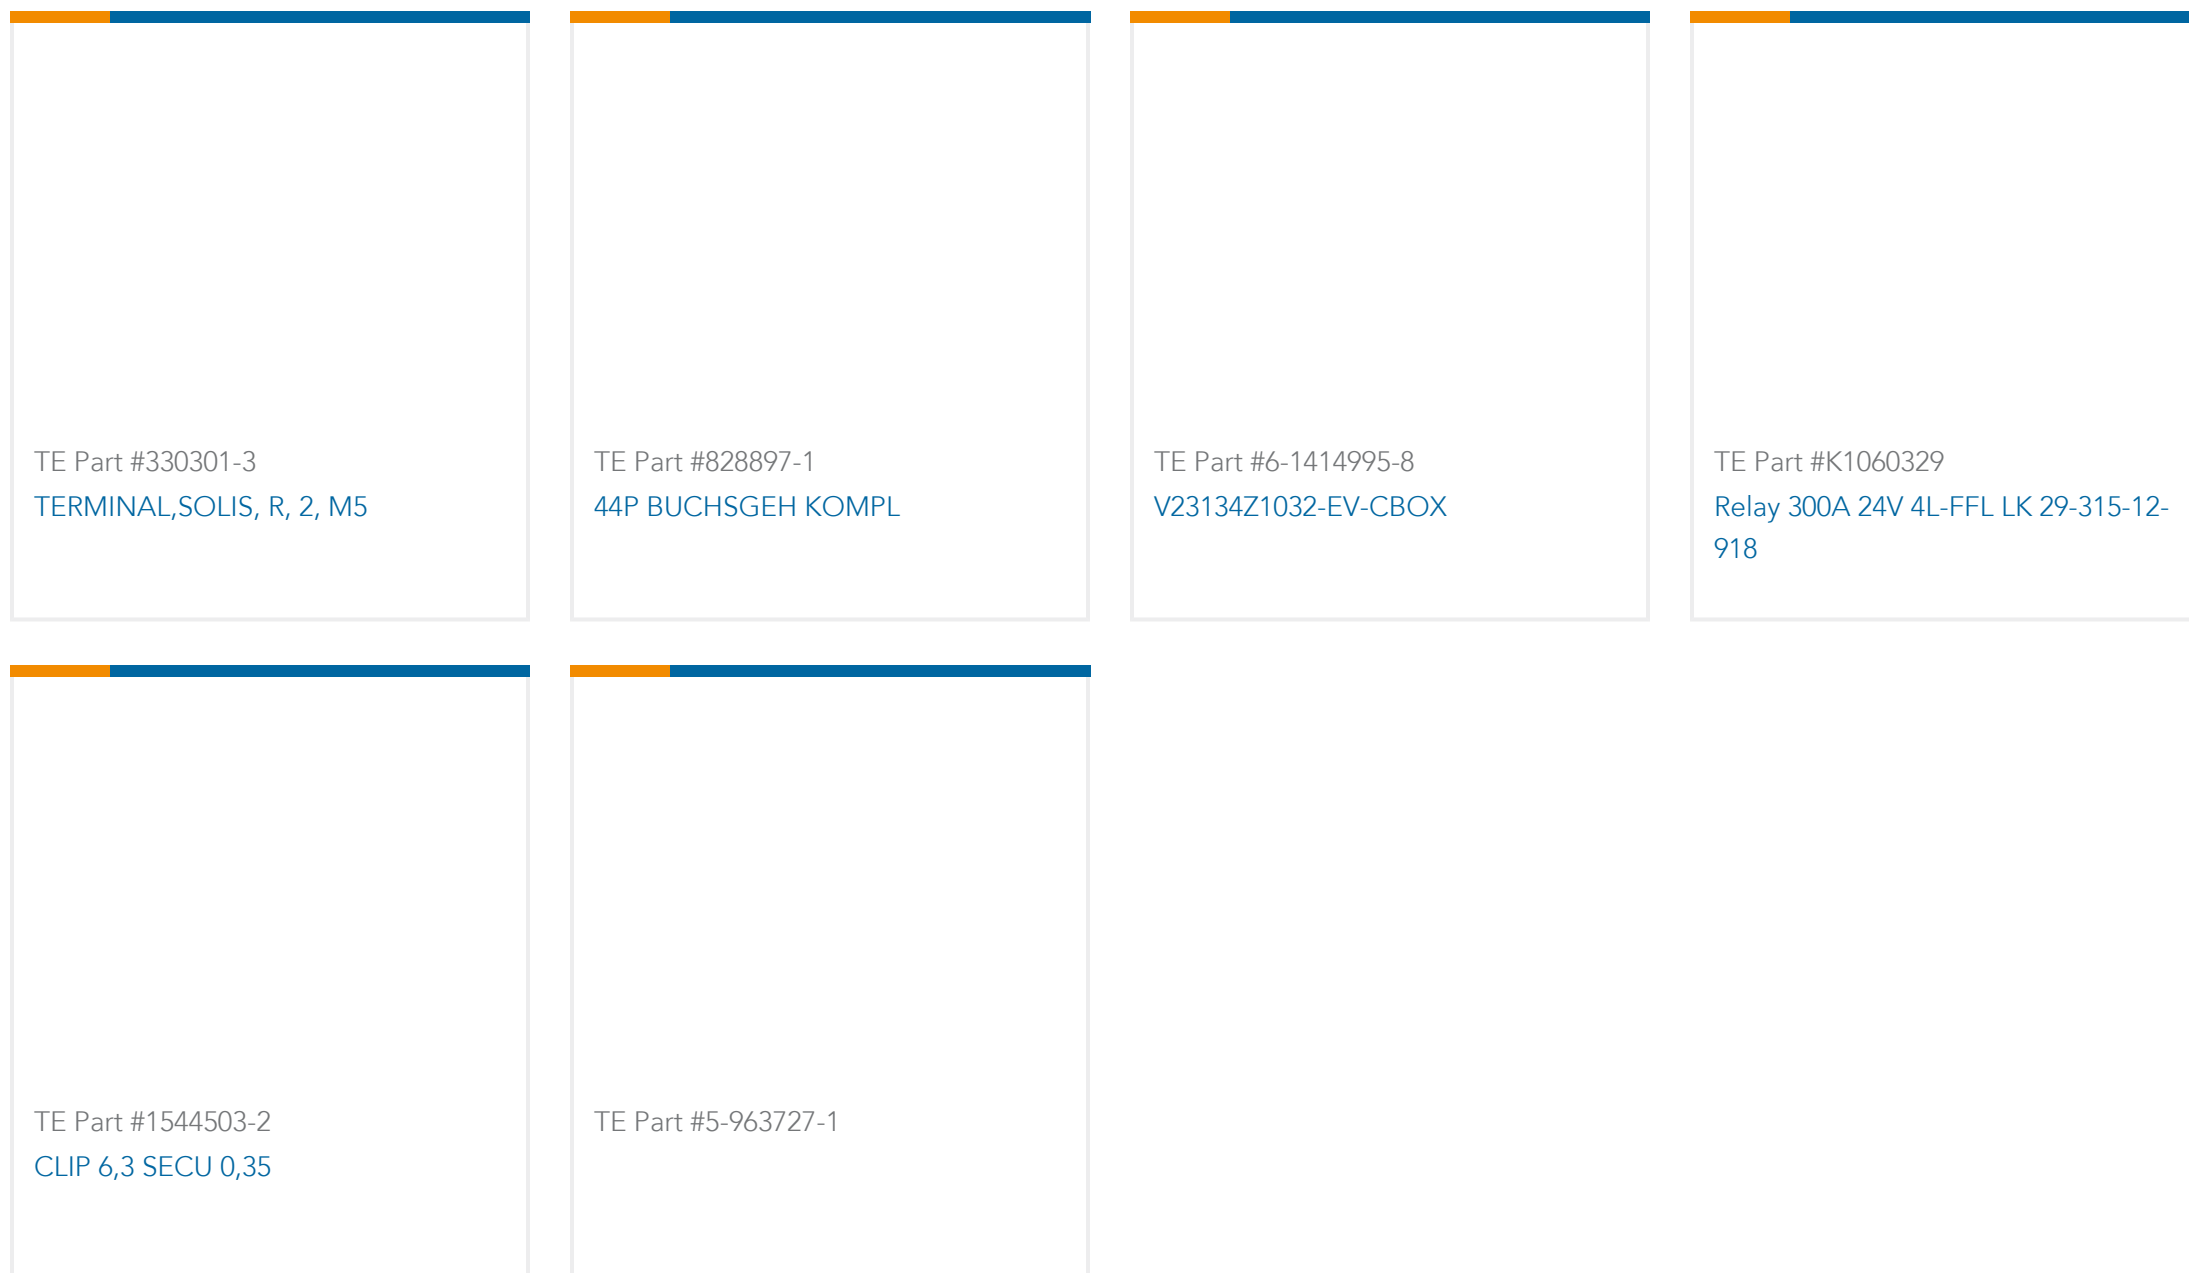 TE Part #330301-3
TERMINAL,SOLIS, R, 2, M5
TE Part #828897-1
44P BUCHSGEH KOMPL
TE Part #6-1414995-8
V23134Z1032-EV-CBOX
TE Part #K1060329
Relay 300A 24V 4L-FFL LK 29-315-12-
918
TE Part #1544503-2
CLIP 6,3 SECU 0,35
TE Part #5-963727-1